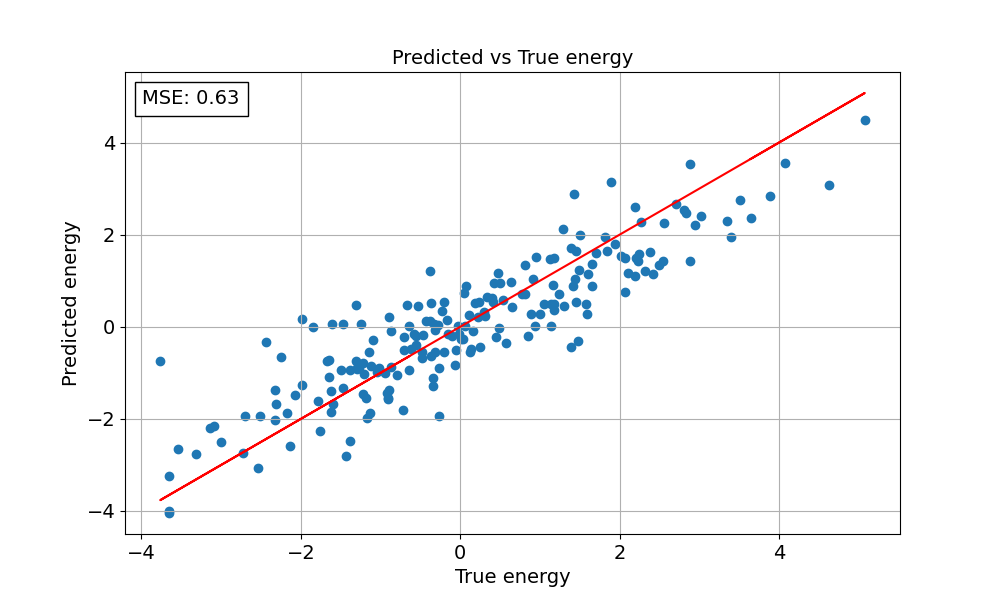 Predicted vs True energy
MSE: 0.63
Predicted energy
4
2
0
−2
−4
−4 −2 0 2 4
True energy